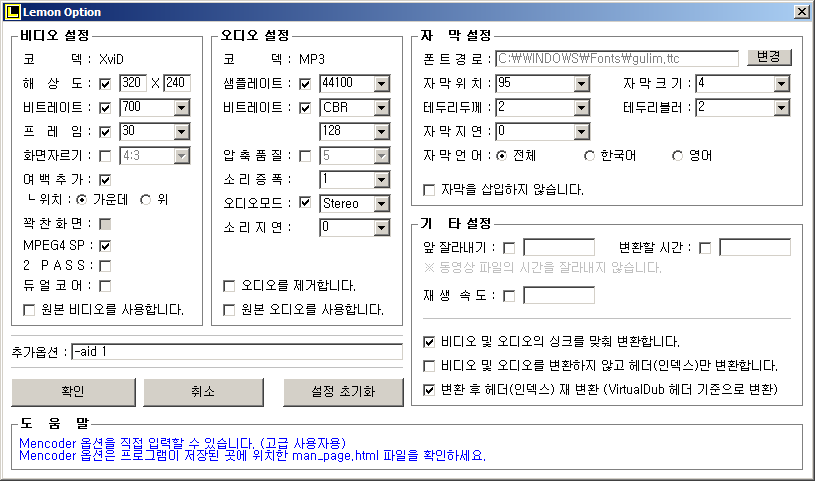 Lemon Option
비디오 설정
코 덱 : XviD
해 상 도 : 320 X 240
비트레이트 : 700
프 레 임 : 30
화면자르기 : 4:3
여 백 추 가 :
└ 위치 : 가운데 위
꽉 찬 화 면 :
MPEG4 SP :
2 P A S S :
듀 얼 코 어 :
원본 비디오를 사용합니다.
오디오 설정
코 덱 : MP3
샘플레이트 : 44100
비트레이트 : CBR
128
압 축 품 질 : 5
소 리 증 폭 : 1
오디오모드 : Stereo
소 리 지 연 : 0
오디오를 제거합니다.
원본 오디오를 사용합니다.
자 막 설정
폰 트 경 로 : C:₩WINDOWS₩Fonts₩gulim,ttc 변경
자 막 위 치 : 95 자 막 크 기 : 4
테두리두께 : 2 테두리블러 : 2
자 막 지 연 : 0
자 막 언 어 : 전체 한국어 영어
자막을 삽입하지 않습니다.
기 타 설정
앞 잘라내기 : 변환할 시간 :
※ 동영상 파일의 시간을 잘라내지 않습니다.
재 생 속 도 :
비디오 및 오디오의 싱크를 맞춰 변환합니다.
비디오 및 오디오를 변환하지 않고 헤더(인덱스)만 변환합니다.
변환 후 헤더(인덱스) 재 변환 (VirtualDub 헤더 기준으로 변환)
추가옵션 : -aid 1
확인 취소 설정 초기화
도 움 말
Mencoder 옵션을 직접 입력할 수 있습니다. (고급 사용자용)
Mencoder 옵션은 프로그램이 저장된 곳에 위치한 man_page,html 파일을 확인하세요.